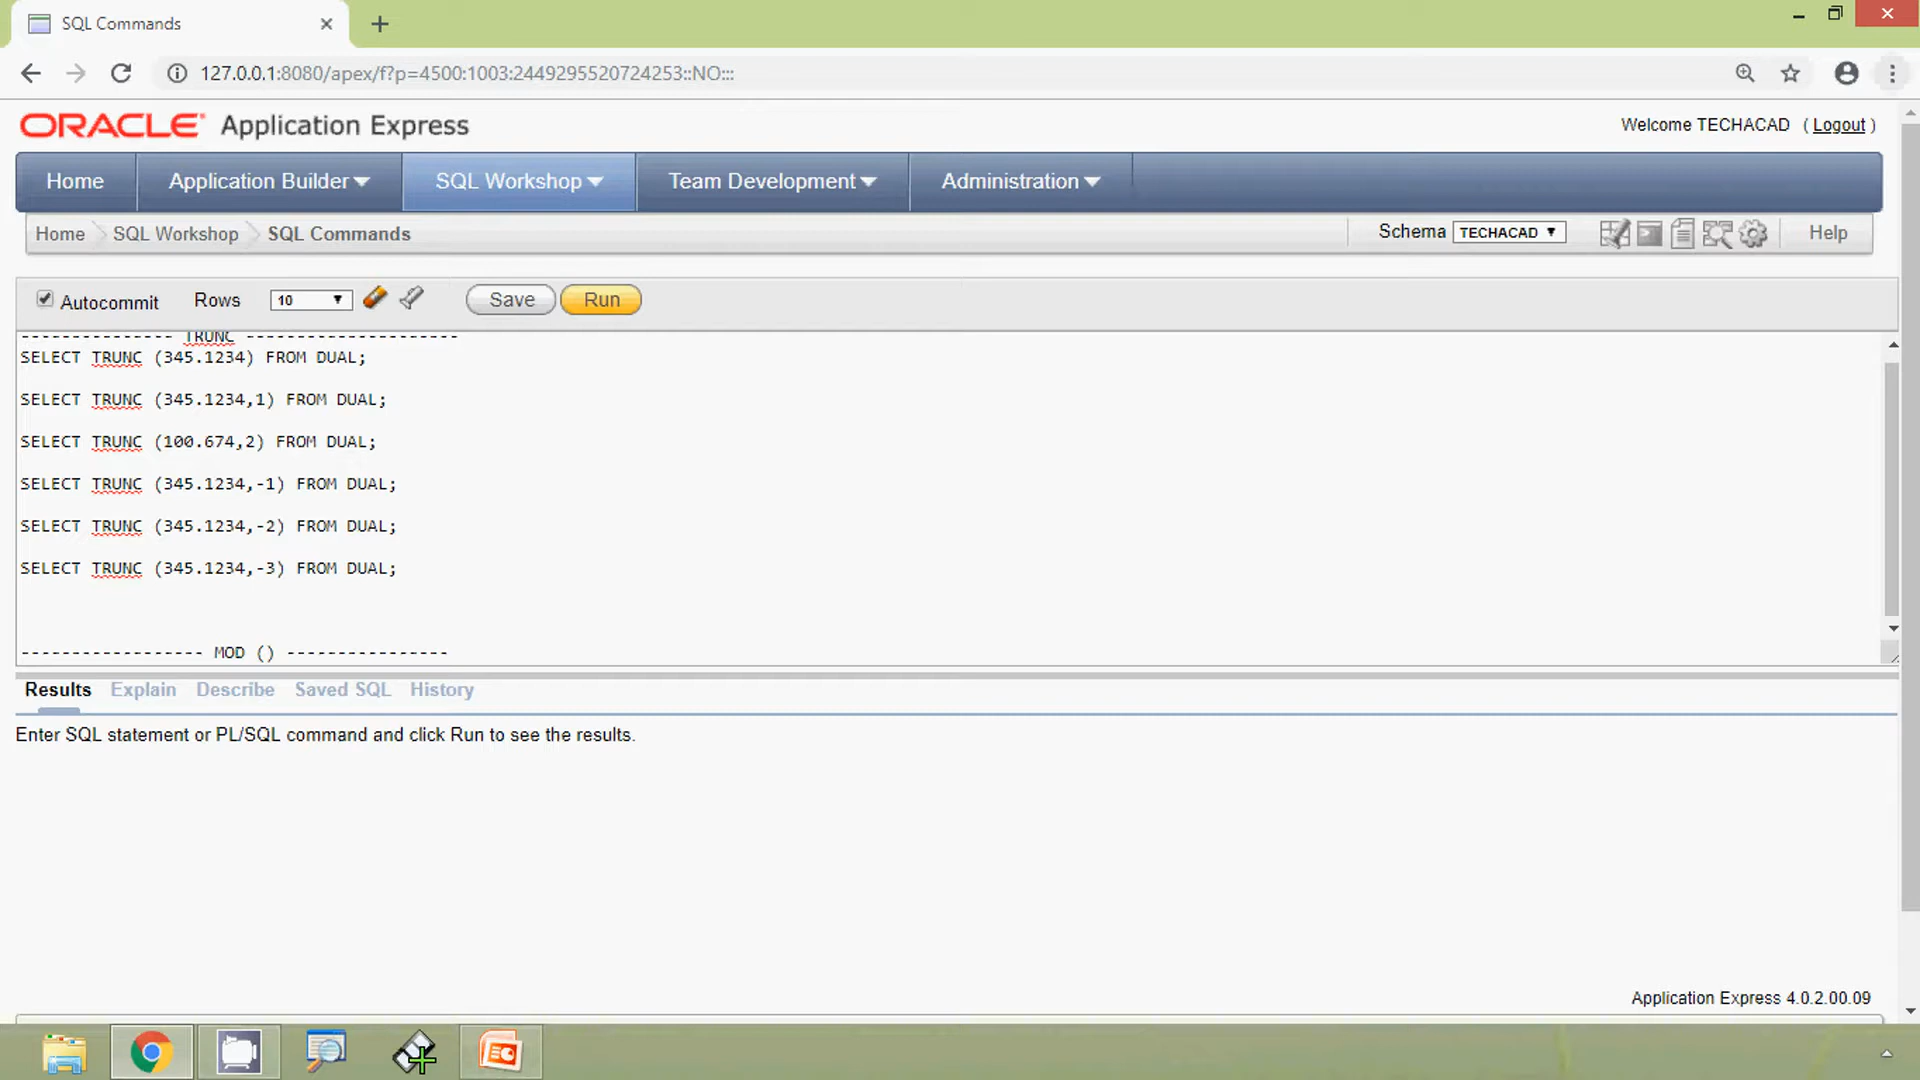 SQL Commands
127.0.0.1:8080/apex/f?p=4500:1003:2449295520724253::NO:::
ORACLE Application Express
Welcome TECHACAD ( Logout )
Home Application Builder SQL Workshop Team Development Administration
Home SQL Workshop SQL Commands Schema TECHACAD Help
Autocommit Rows 10 Save Run
--------------- TRUNC ---------------------
SELECT TRUNC (345.1234) FROM DUAL;
SELECT TRUNC (345.1234,1) FROM DUAL;
SELECT TRUNC (100.674,2) FROM DUAL;
SELECT TRUNC (345.1234,-1) FROM DUAL;
SELECT TRUNC (345.1234,-2) FROM DUAL;
SELECT TRUNC (345.1234,-3) FROM DUAL;
------------------ MOD () ----------------
Results Explain Describe Saved SQL History
Enter SQL statement or PL/SQL command and click Run to see the results.
Application Express 4.0.2.00.09